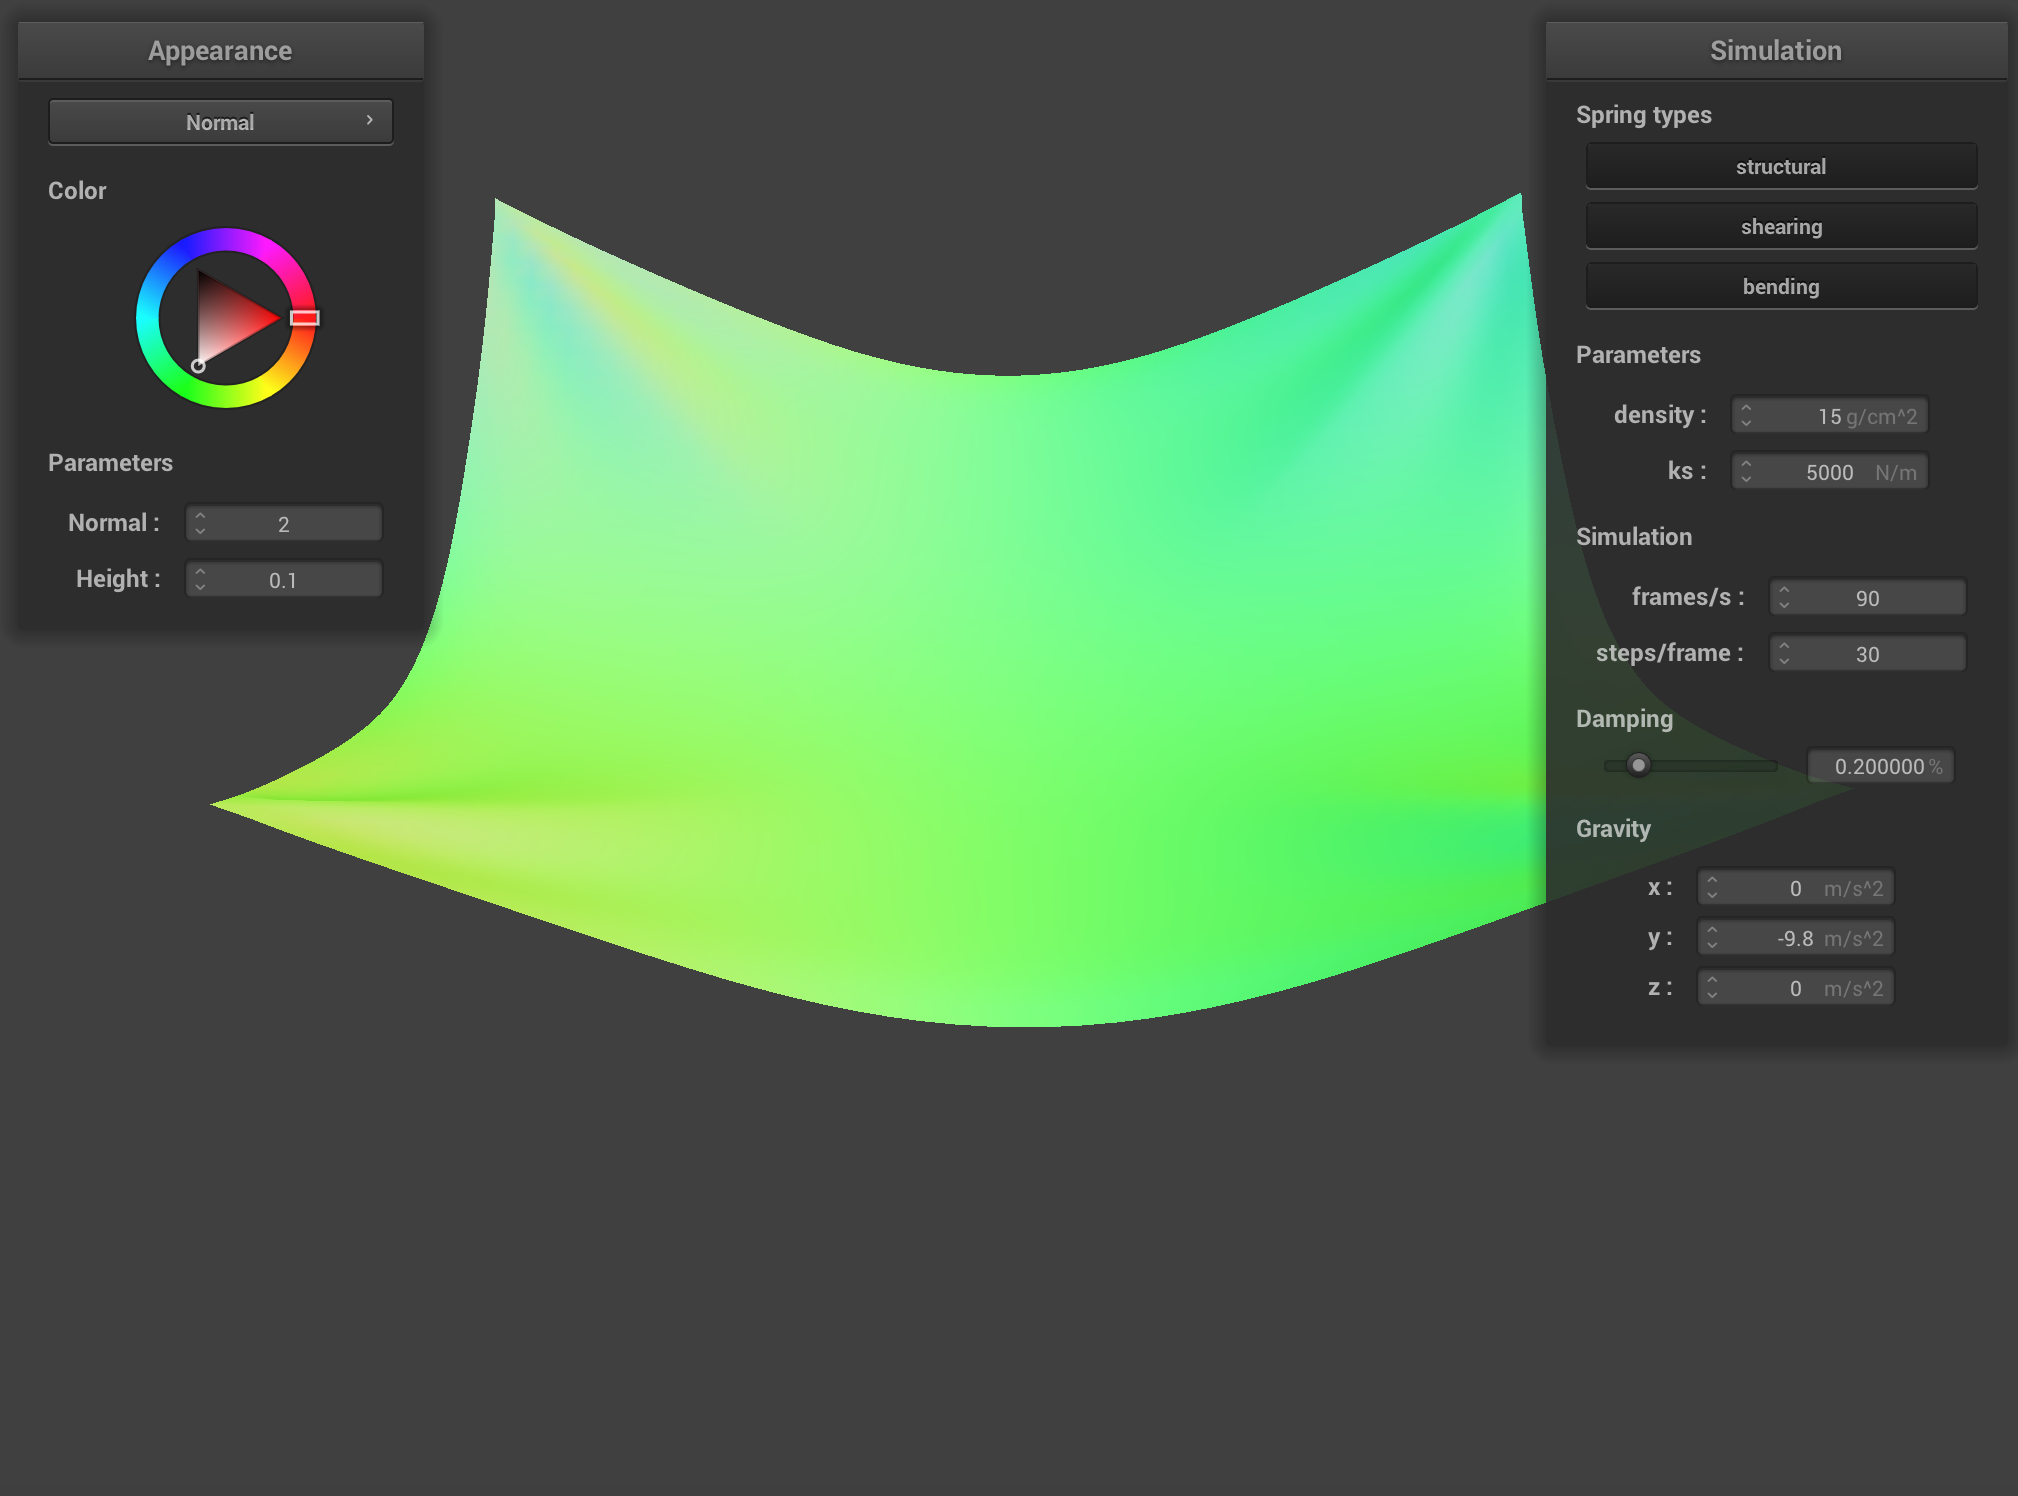 Appearance
Normal
Color
Parameters
Normal : 2
Height : 0.1
Simulation
Spring types
structural
shearing
bending
Parameters
density : 15 g/cm^2
ks : 5000 N/m
Simulation
frames/s : 90
steps/frame : 30
Damping
0.200000 %
Gravity
x : 0 m/s^2
y : -9.8 m/s^2
z : 0 m/s^2